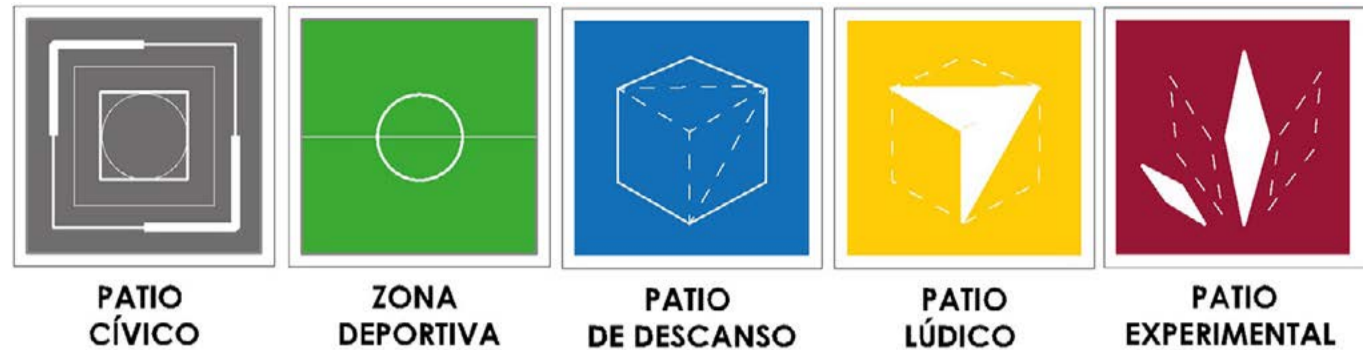 PATIO
CÍVICO
ZONA
DEPORTIVA
PATIO
DE DESCANSO
PATIO
LÚDICO
PATIO
EXPERIMENTAL